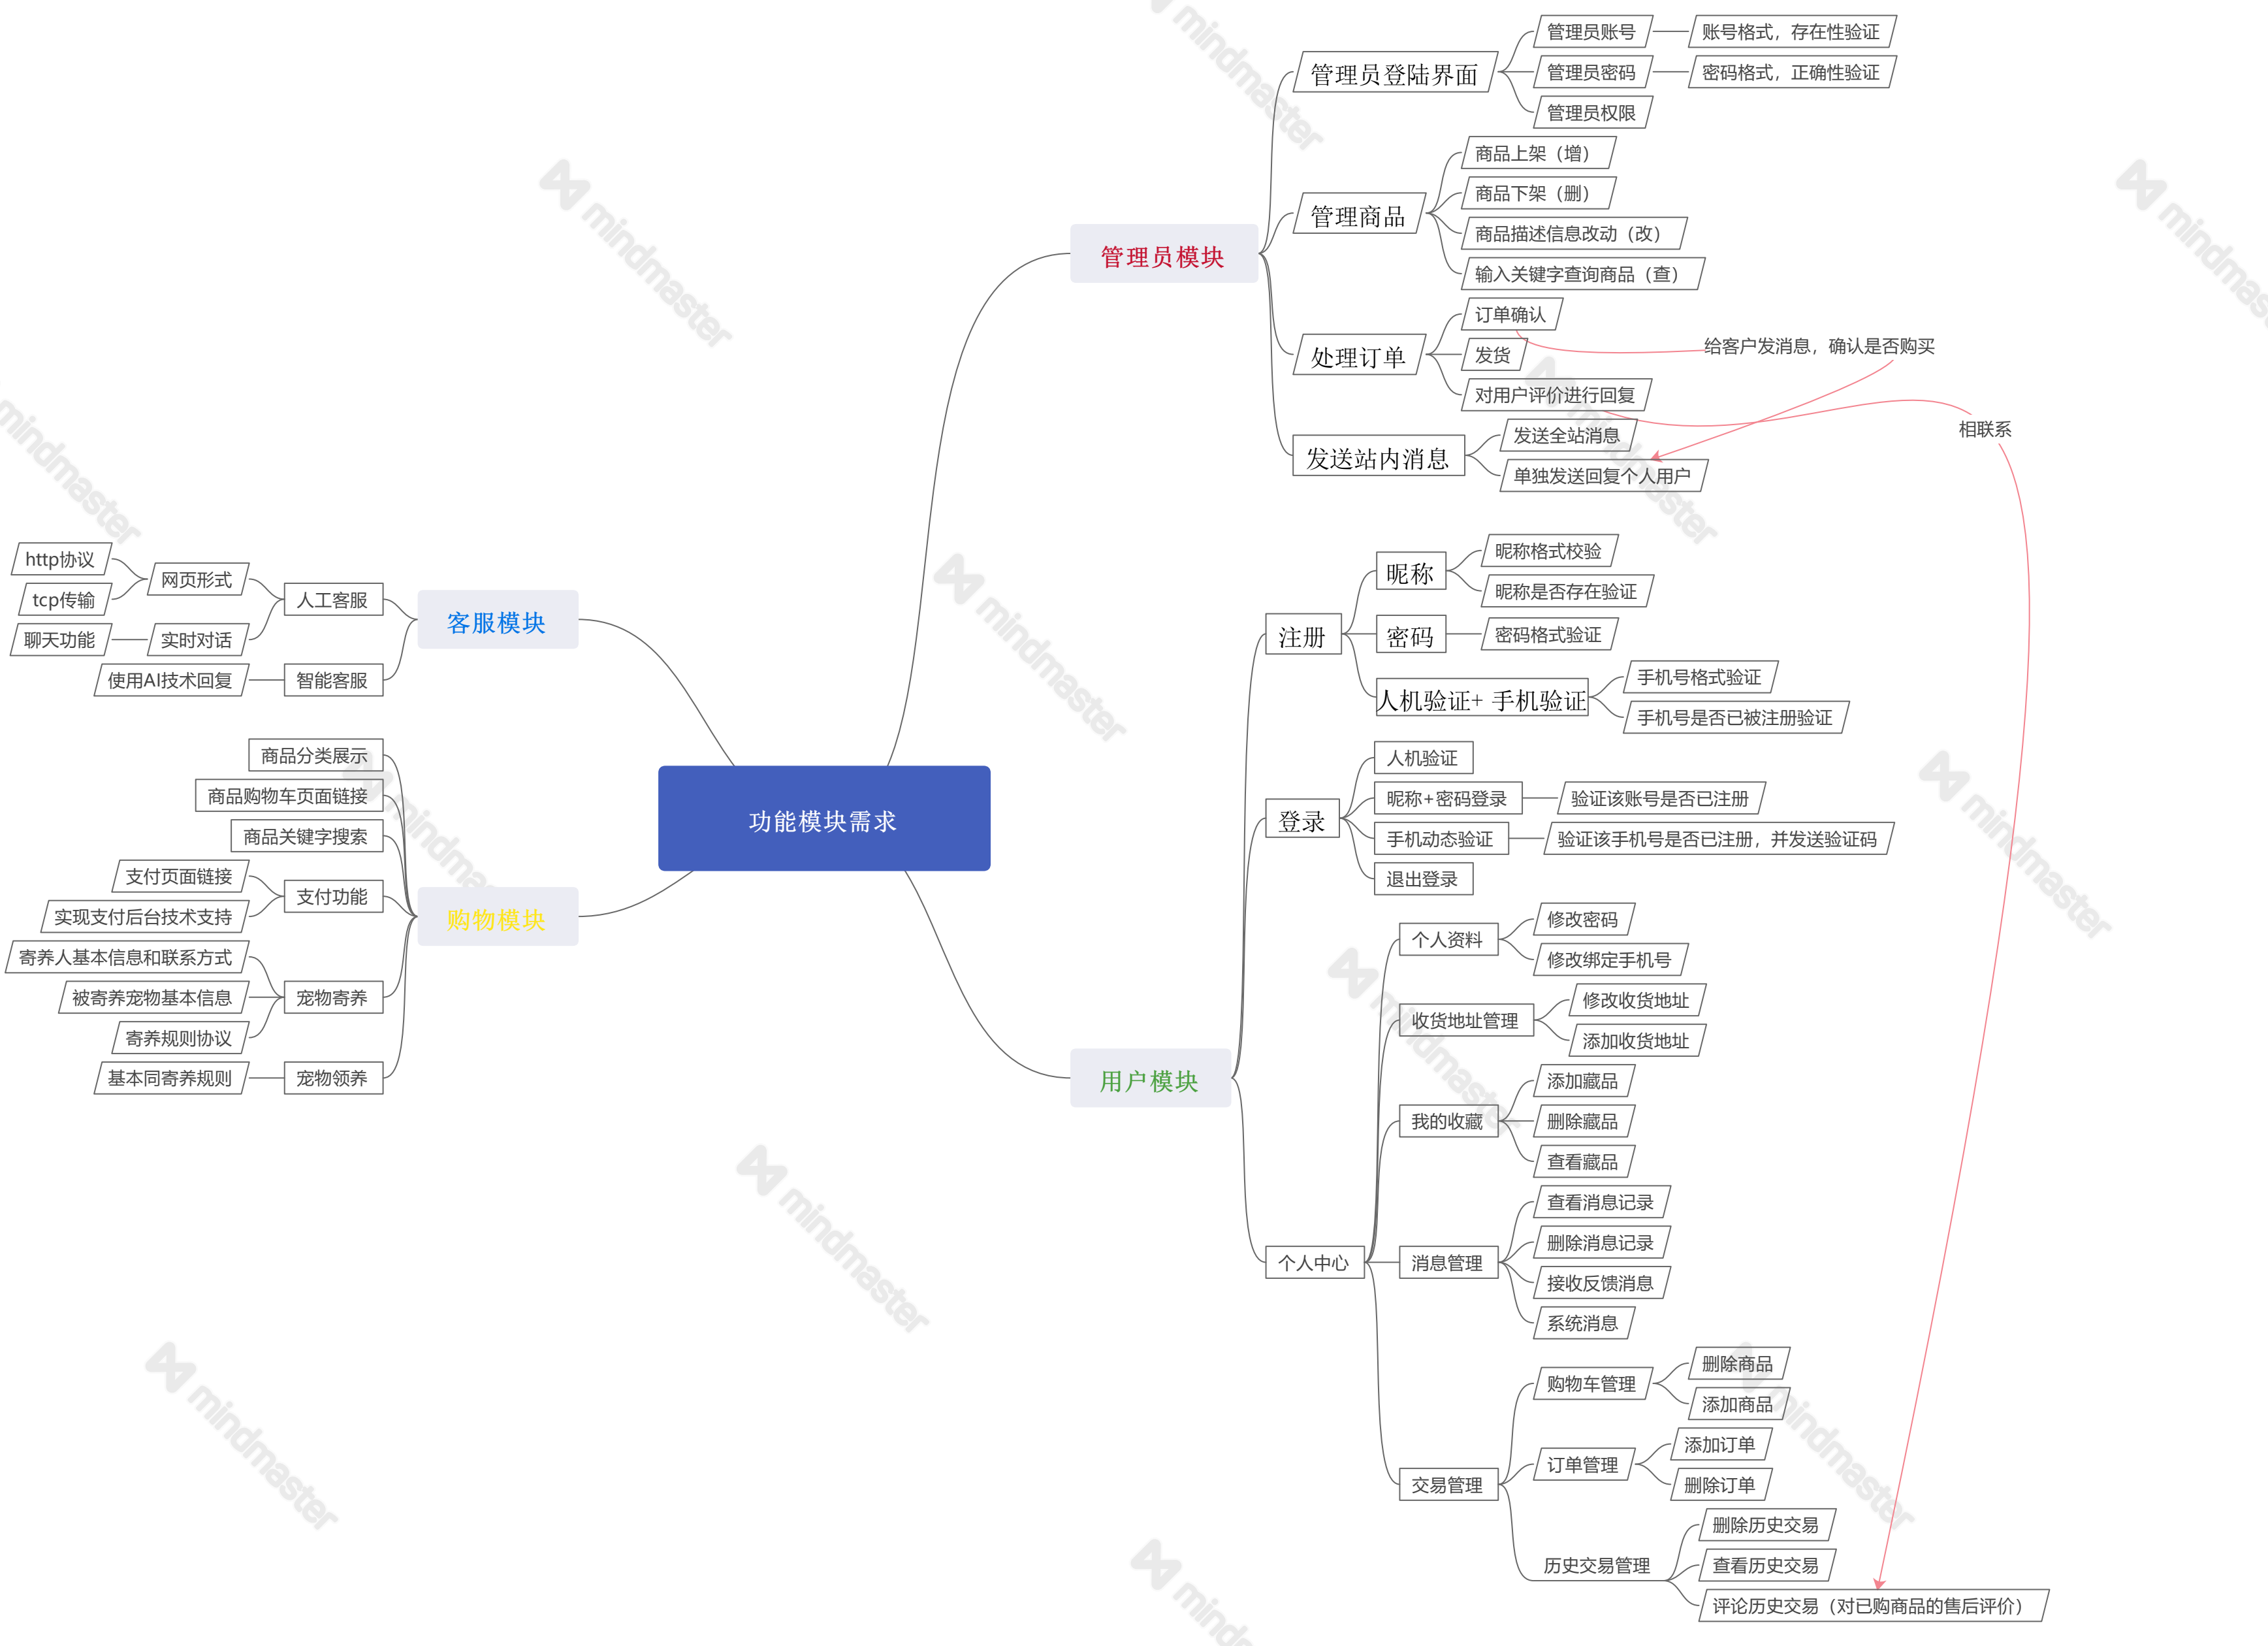 功能模块需求
管理员模块
管理员登陆界面
管理员账号
账号格式，存在性验证
管理员密码
密码格式，正确性验证
管理员权限
管理商品
商品上架（增）
商品下架（删）
商品描述信息改动（改）
输入关键字查询商品（查）
处理订单
订单确认
发货
对用户评价进行回复
给客户发消息，确认是否购买
相联系
发送站内消息
发送全站消息
单独发送回复个人用户
用户模块
注册
昵称
昵称格式校验
昵称是否存在验证
密码
密码格式验证
人机验证+ 手机验证
手机号格式验证
手机号是否已被注册验证
登录
人机验证
昵称+密码登录
验证该账号是否已注册
手机动态验证
验证该手机号是否已注册，并发送验证码
退出登录
个人中心
个人资料
修改密码
修改绑定手机号
收货地址管理
修改收货地址
添加收货地址
我的收藏
添加藏品
删除藏品
查看藏品
消息管理
查看消息记录
删除消息记录
接收反馈消息
系统消息
交易管理
购物车管理
删除商品
添加商品
订单管理
添加订单
删除订单
历史交易管理
删除历史交易
查看历史交易
评论历史交易（对已购商品的售后评价）
客服模块
人工客服
网页形式
http协议
tcp传输
实时对话
聊天功能
智能客服
使用AI技术回复
购物模块
商品分类展示
商品购物车页面链接
商品关键字搜索
支付功能
支付页面链接
实现支付后台技术支持
宠物寄养
寄养人基本信息和联系方式
被寄养宠物基本信息
寄养规则协议
宠物领养
基本同寄养规则
mindmaster
mindmaster
mindmaster
mindmaster
mindmaster
mindmaster
mindmaster
mindmaster
mindmaster
mindmaster
mindmaster
mindmaster
mindmaster